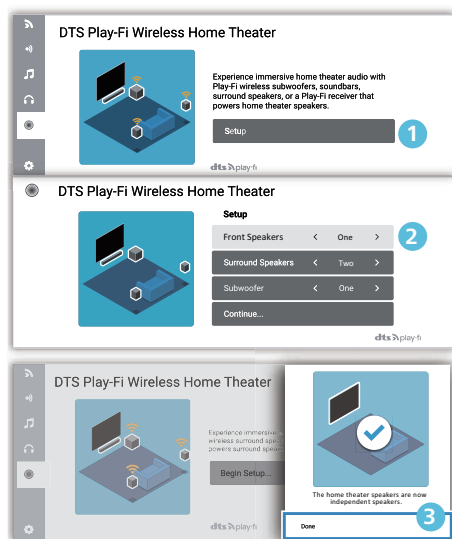 DTS Play-Fi Wireless Home Theater
Experience immersive home theater audio with
Play-Fi wireless subwoofers, soundbars,
surround speakers, or a Play-Fi receiver that
powers home theater speakers.
Setup
1
dts play-fi
DTS Play-Fi Wireless Home Theater
Setup
Front Speakers < One >
2
Surround Speakers < Two >
Subwoofer < One >
Continue...
dts play-fi
DTS Play-Fi Wireless Home Theater
Experience immersive
wireless surround
powers surround
Begin Setup...
dts play-fi
The home theater speakers are now
independent speakers.
Done
3